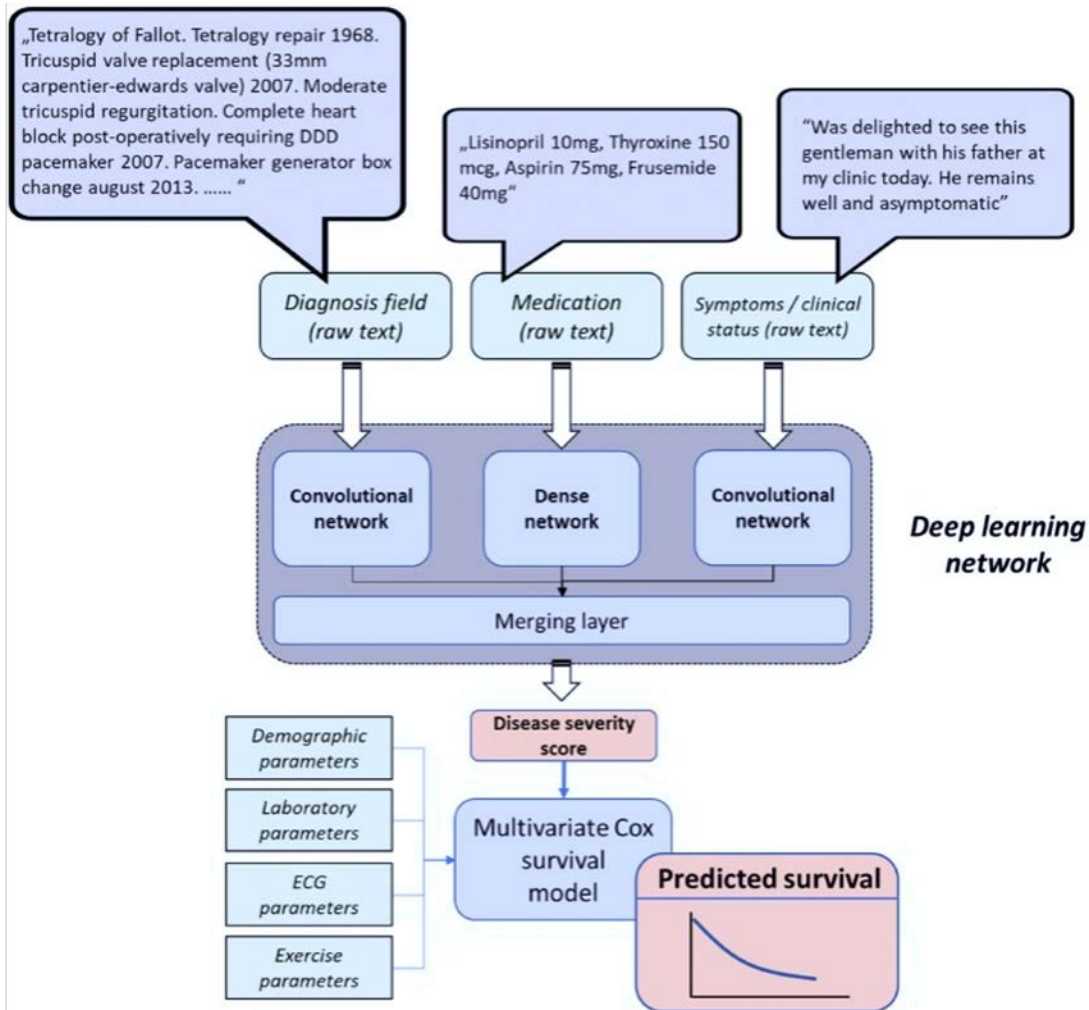 „Tetralogy of Fallot. Tetralogy repair 1968.
Tricuspid valve replacement (33mm
carpentier-edwards valve) 2007. Moderate
tricuspid regurgitation. Complete heart
block post-operatively requiring DDD
pacemaker 2007. Pacemaker generator box
change august 2013. ...... “
„Lisinopril 10mg, Thyroxine 150
mcg, Aspirin 75mg, Frusemide
40mg“
“Was delighted to see this
gentleman with his father at
my clinic today. He remains
well and asymptomatic”
Diagnosis field
(raw text)
Medication
(raw text)
Symptoms / clinical
status (raw text)
Convolutional
network
Dense
network
Convolutional
network
Deep learning
network
Merging layer
Disease severity
score
Demographic
parameters
Laboratory
parameters
ECG
parameters
Exercise
parameters
Multivariate Cox
survival
model
Predicted survival